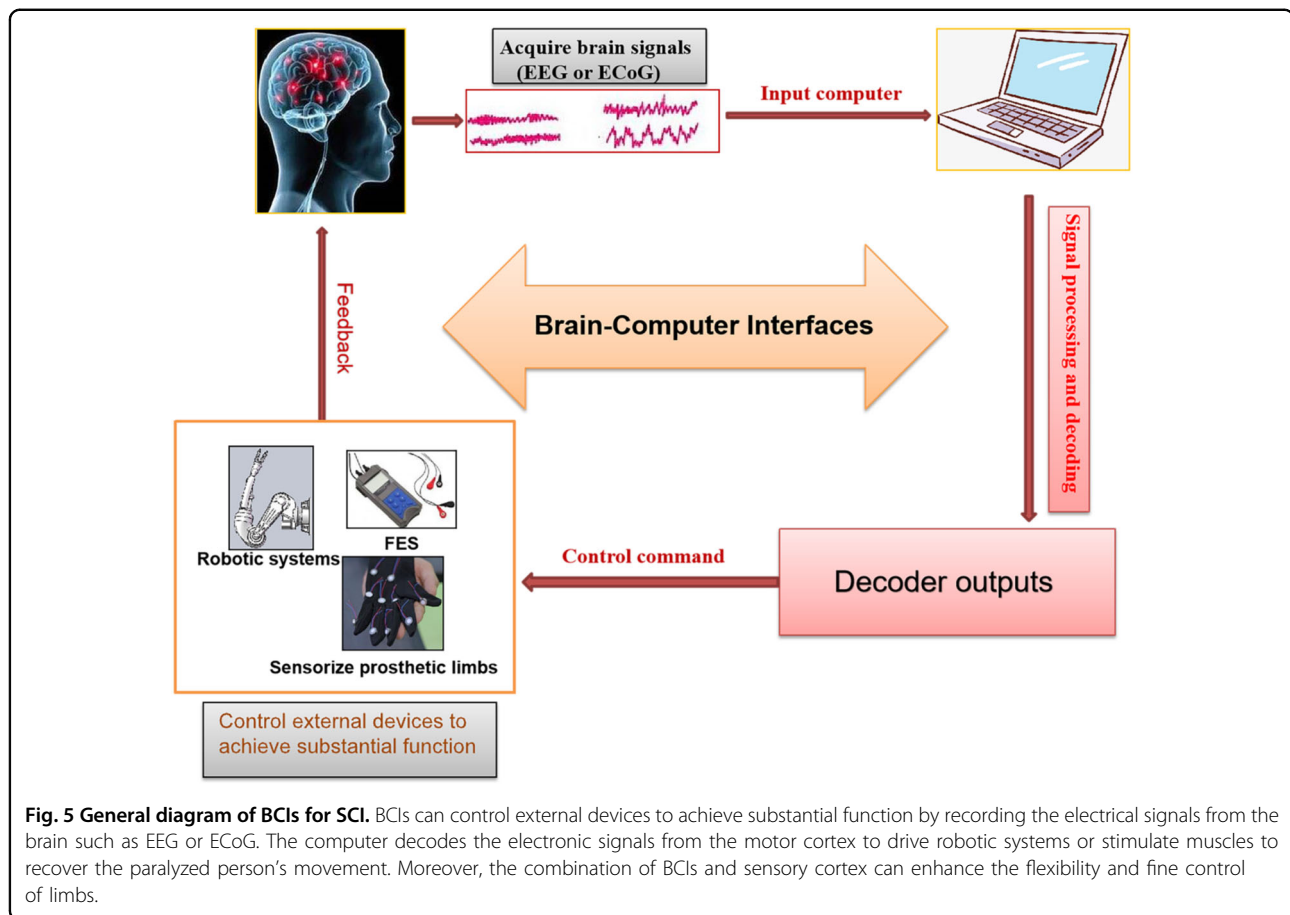 Acquire brain signals
(EEG or ECoG)
Input computer
Signal processing and decoding
Feedback
Brain-Computer Interfaces
Robotic systems
FES
Sensorize prosthetic limbs
Control command
Decoder outputs
Control external devices to
achieve substantial function
Fig. 5 General diagram of BCIs for SCI. BCIs can control external devices to achieve substantial function by recording the electrical signals from the
brain such as EEG or ECoG. The computer decodes the electronic signals from the motor cortex to drive robotic systems or stimulate muscles to
recover the paralyzed person's movement. Moreover, the combination of BCIs and sensory cortex can enhance the flexibility and fine control
of limbs.